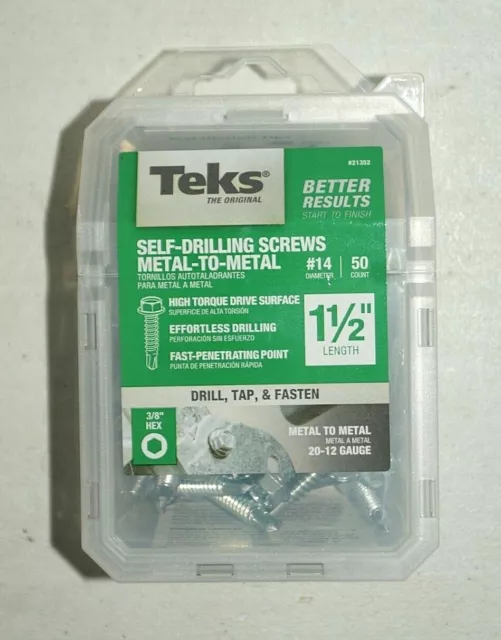 Teks®
THE ORIGINAL
#21352
BETTER
RESULTS
START TO FINISH
SELF-DRILLING SCREWS
METAL-TO-METAL
TORNILLOS AUTOTALADRANTES
PARA METAL A METAL
#14
DIAMETER
50
COUNT
HIGH TORQUE DRIVE SURFACE
SUPERFICIE DE ALTA TORSIÓN
EFFORTLESS DRILLING
PERFORACIÓN SIN ESFUERZO
FAST-PENETRATING POINT
PUNTA DE PENETRACIÓN RÁPIDA
1½"
LENGTH
DRILL, TAP, & FASTEN
3/8"
HEX
METAL TO METAL
METAL A METAL
20-12 GAUGE